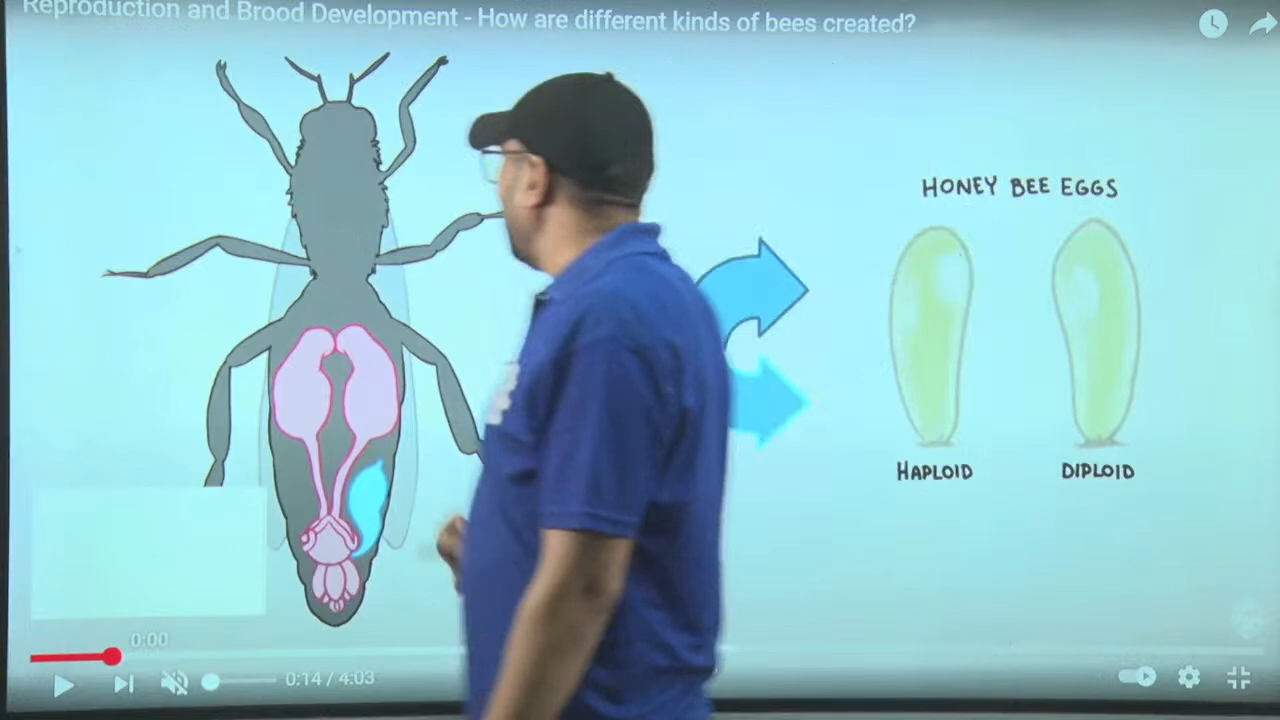 Reproduction and Brood Development - How are different kinds of bees created?
HONEY BEE EGGS
HAPLOID
DIPLOID
0:00
0:14 / 4:03